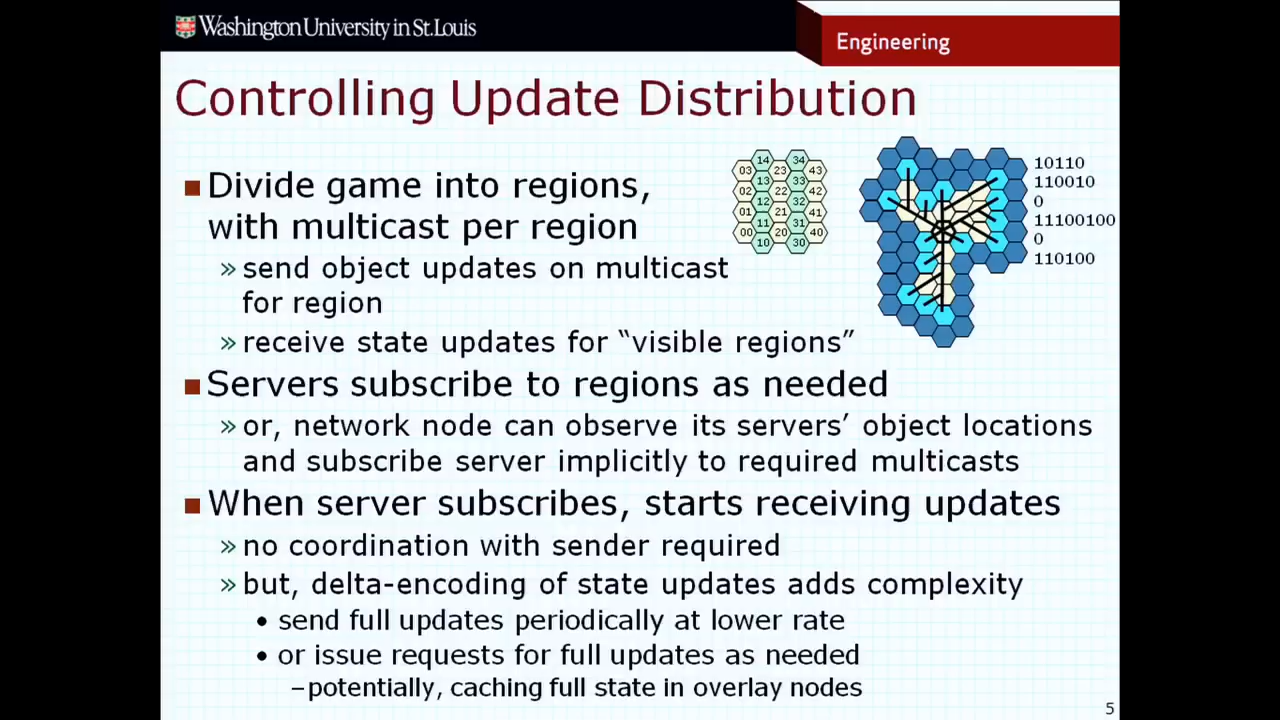 Washington University in St. Louis
Engineering
Controlling Update Distribution
■ Divide game into regions,
with multicast per region
» send object updates on multicast
for region
» receive state updates for “visible regions”
14 34
03 23 43
13 33
02 22 42
12 32
01 21 41
11 31
00 20 40
10 30
10110
110010
0
11100100
0
110100
■ Servers subscribe to regions as needed
» or, network node can observe its servers’ object locations
and subscribe server implicitly to required multicasts
■ When server subscribes, starts receiving updates
» no coordination with sender required
» but, delta-encoding of state updates adds complexity
• send full updates periodically at lower rate
• or issue requests for full updates as needed
–potentially, caching full state in overlay nodes
5